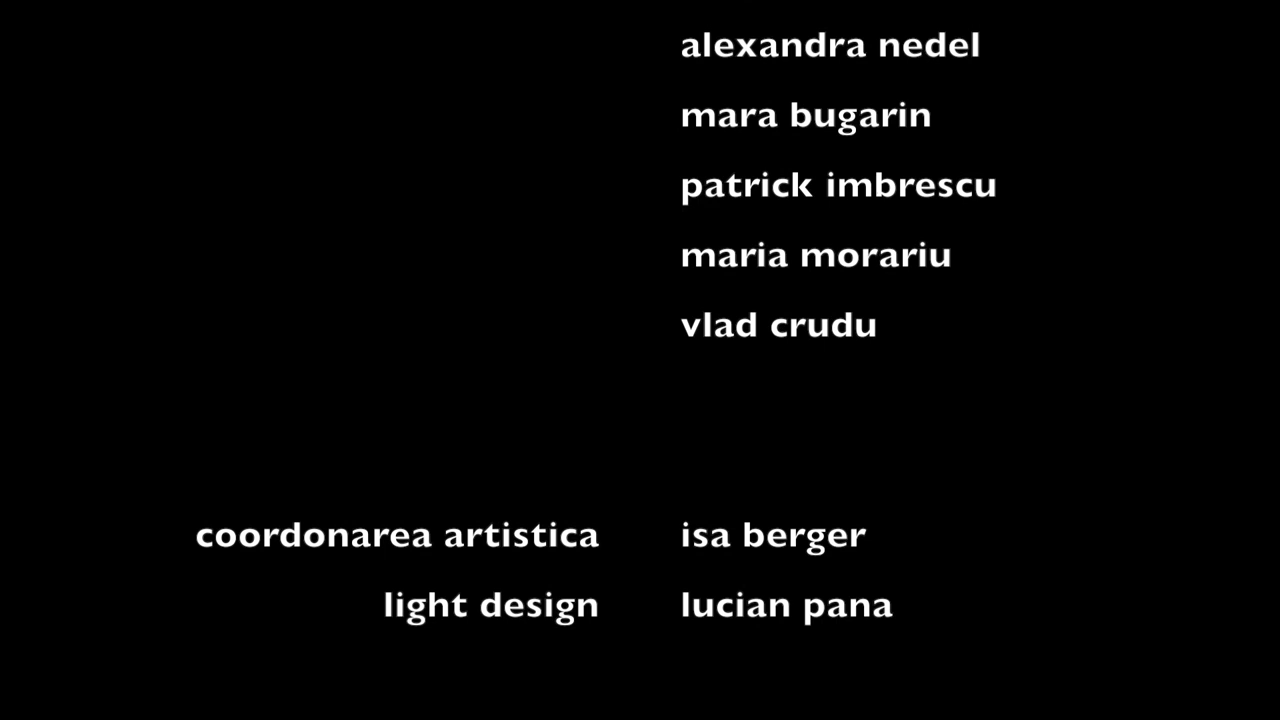 alexandra nedel
mara bugarin
patrick imbrescu
maria morariu
vlad crudu
coordonarea artistica isa berger
light design lucian pana